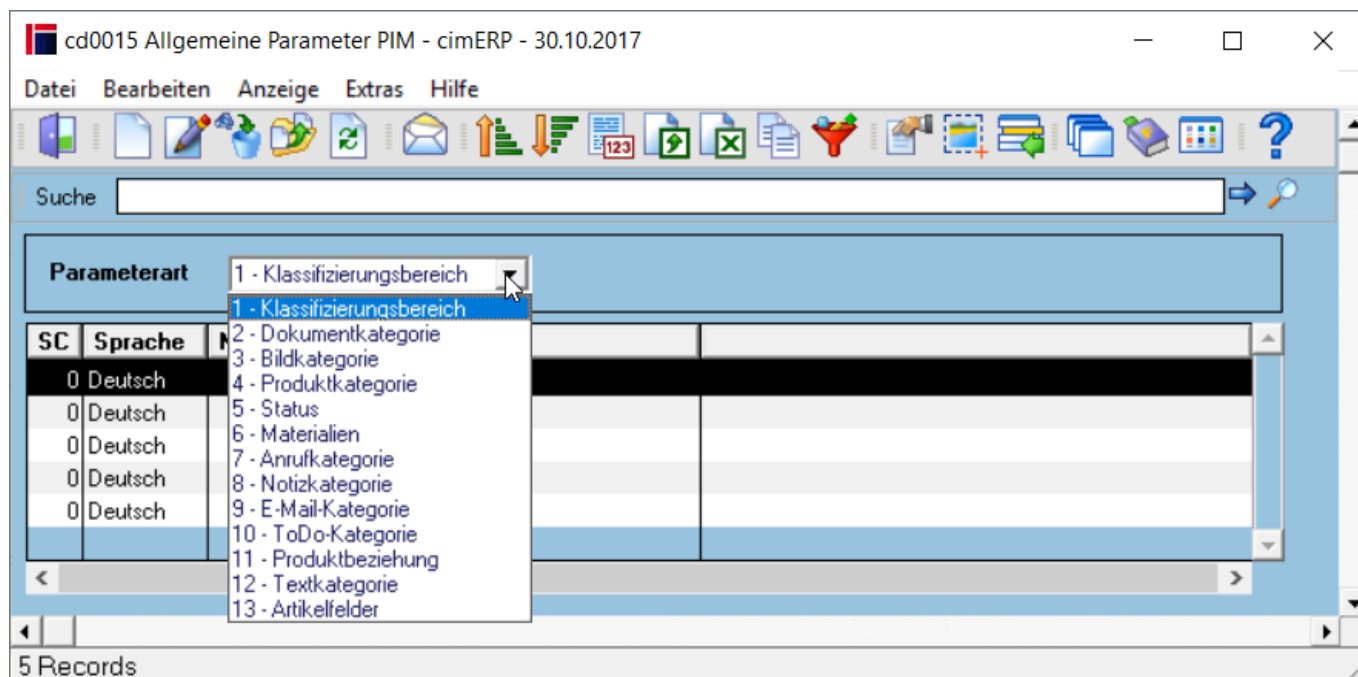 cd0015 Allgemeine Parameter PIM - cimERP - 30.10.2017
Datei Bearbeiten Anzeige Extras Hilfe
123
?
Suche
Parameterart 1 - Klassifizierungsbereich
1 - Klassifizierungsbereich
2 - Dokumentkategorie
3 - Bildkategorie
4 - Produktkategorie
5 - Status
6 - Materialien
7 - Anrufkategorie
8 - Notizkategorie
9 - E-Mail-Kategorie
10 - ToDo-Kategorie
11 - Produktbeziehung
12 - Textkategorie
13 - Artikelfelder
SC Sprache
0 Deutsch
0 Deutsch
0 Deutsch
0 Deutsch
0 Deutsch
5 Records